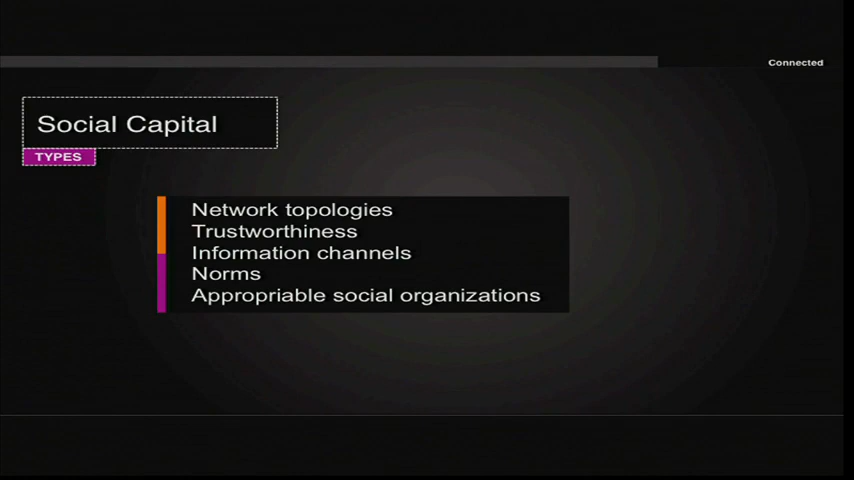 Connected
Social Capital
TYPES
Network topologies
Trustworthiness
Information channels
Norms
Appropriable social organizations